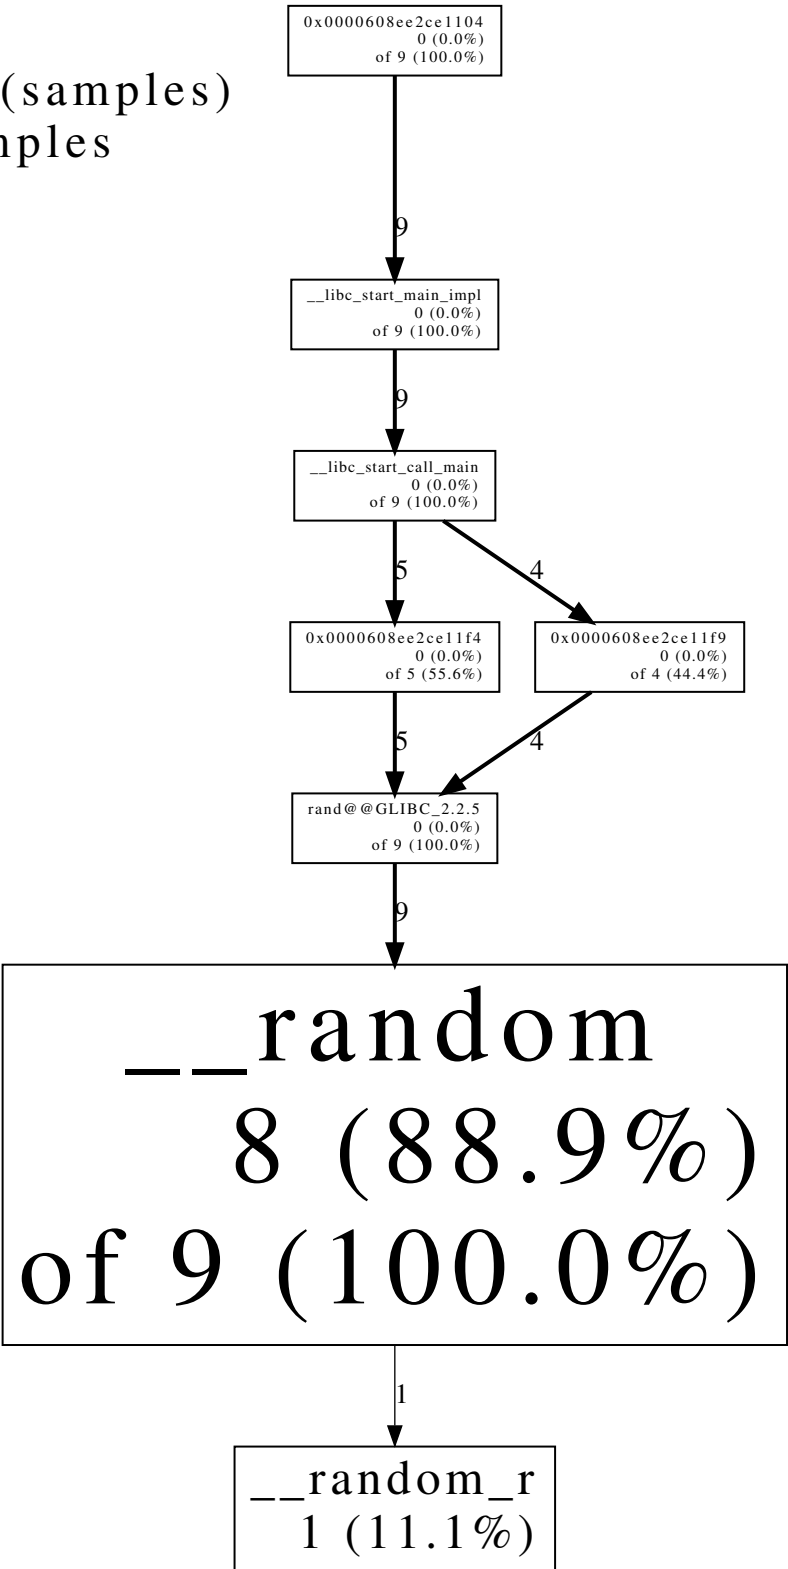 0x0000608ee2ce1104
0 (0.0%)
of 9 (100.0%)
(samples)
9
__libc_start_main_impl
0 (0.0%)
of 9 (100.0%)
9
__libc_start_call_main
0 (0.0%)
of 9 (100.0%)
5
4
0x0000608ee2ce11f4
0 (0.0%)
of 5 (55.6%)
0x0000608ee2ce11f9
0 (0.0%)
of 4 (44.4%)
5
4
rand@@GLIBC_2.2.5
0 (0.0%)
of 9 (100.0%)
9
__random
8 (88.9%)
of 9 (100.0%)
1
__random_r
1 (11.1%)